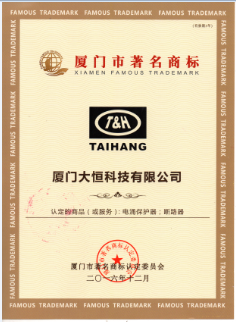 厦门市著名商标
XIAMEN FAMOUS TRADEMARK
T&H
TAIHANG
厦门大恒科技有限公司
认定的商品（或服务）：电涌保护器；断路器
厦门市著名商标认定委员会
二〇一六年十二月
FAMOUS TRADEMARK FAMOUS TRADEMARK FAMOUS TRADEMARK